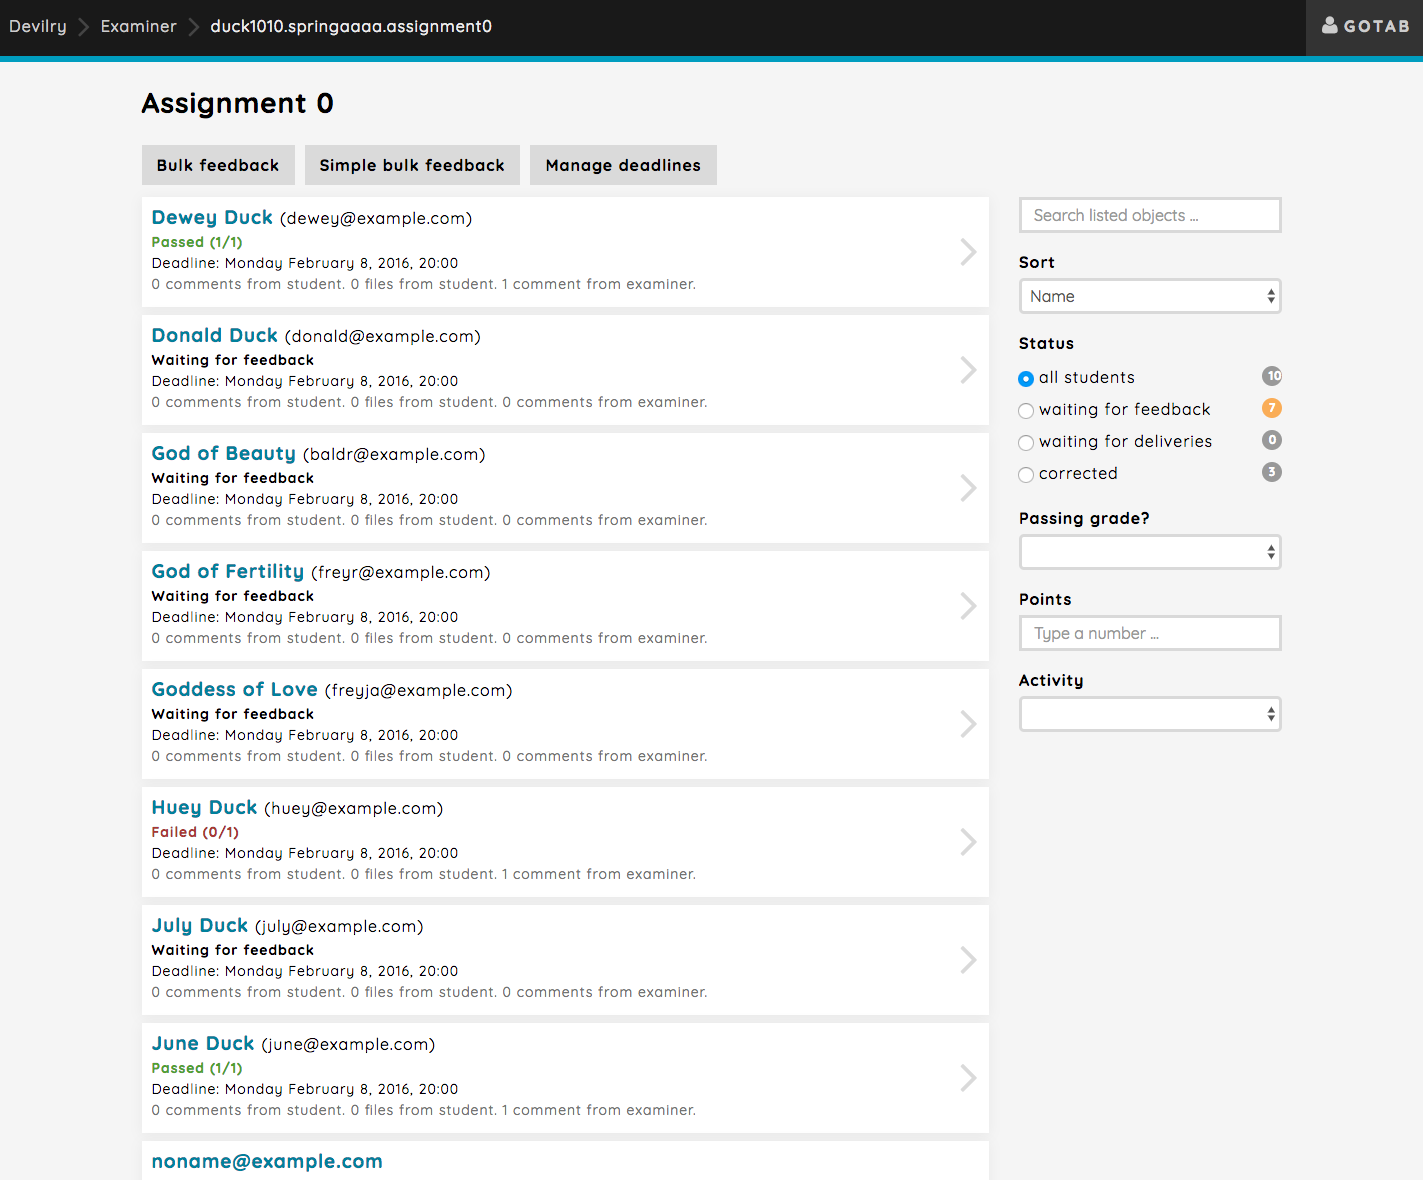 Devilry Examiner duck1010.springaaaa.assignment0 GOTAB
Assignment 0
Bulk feedback Simple bulk feedback Manage deadlines
Dewey Duck (dewey@example.com)
Passed (1/1)
Deadline: Monday February 8, 2016, 20:00
0 comments from student. 0 files from student. 1 comment from examiner.
Donald Duck (donald@example.com)
Waiting for feedback
Deadline: Monday February 8, 2016, 20:00
0 comments from student. 0 files from student. 0 comments from examiner.
God of Beauty (baldr@example.com)
Waiting for feedback
Deadline: Monday February 8, 2016, 20:00
0 comments from student. 0 files from student. 0 comments from examiner.
God of Fertility (freyr@example.com)
Waiting for feedback
Deadline: Monday February 8, 2016, 20:00
0 comments from student. 0 files from student. 0 comments from examiner.
Goddess of Love (freyja@example.com)
Waiting for feedback
Deadline: Monday February 8, 2016, 20:00
0 comments from student. 0 files from student. 0 comments from examiner.
Huey Duck (huey@example.com)
Failed (0/1)
Deadline: Monday February 8, 2016, 20:00
0 comments from student. 0 files from student. 1 comment from examiner.
July Duck (july@example.com)
Waiting for feedback
Deadline: Monday February 8, 2016, 20:00
0 comments from student. 0 files from student. 0 comments from examiner.
June Duck (june@example.com)
Passed (1/1)
Deadline: Monday February 8, 2016, 20:00
0 comments from student. 0 files from student. 1 comment from examiner.
noname@example.com
Search listed objects ...
Sort
Name
Status
all students 10
waiting for feedback 7
waiting for deliveries 0
corrected 3
Passing grade?
Points
Type a number ...
Activity